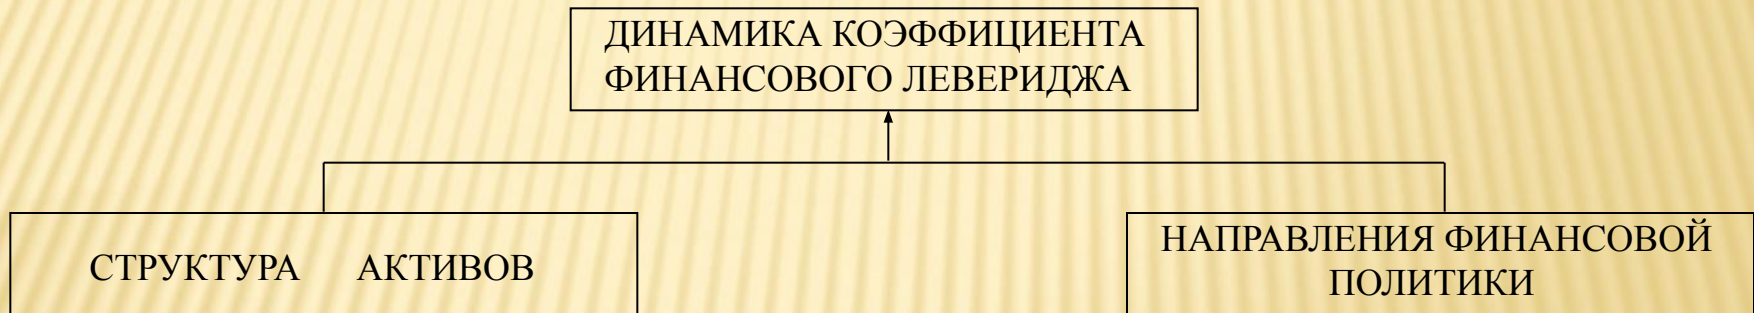 ДИНАМИКА КОЭФФИЦИЕНТА
ФИНАНСОВОГО ЛЕВЕРИДЖА
СТРУКТУРА АКТИВОВ
НАПРАВЛЕНИЯ ФИНАНСОВОЙ
ПОЛИТИКИ